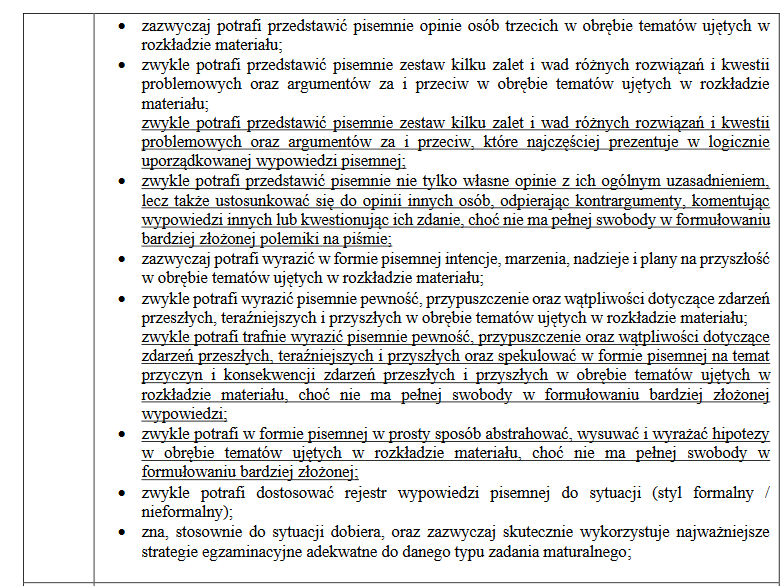 • zazwyczaj potrafi przedstawić pisemnie opinie osób trzecich w obrębie tematów ujętych w
rozkładzie materiału;
• zwykle potrafi przedstawić pisemnie zestaw kilku zalet i wad różnych rozwiązań i kwestii
problemowych oraz argumentów za i przeciw w obrębie tematów ujętych w rozkładzie
materiału;
zwykle potrafi przedstawić pisemnie zestaw kilku zalet i wad różnych rozwiązań i kwestii
problemowych oraz argumentów za i przeciw, które najczęściej prezentuje w logicznie
uporządkowanej wypowiedzi pisemnej;
• zwykle potrafi przedstawić pisemnie nie tylko własne opinie z ich ogólnym uzasadnieniem,
lecz także ustosunkować się do opinii innych osób, odpierając kontrargumenty, komentując
wypowiedzi innych lub kwestionując ich zdanie, choć nie ma pełnej swobody w formułowaniu
bardziej złożonej polemiki na piśmie;
• zazwyczaj potrafi wyrazić w formie pisemnej intencje, marzenia, nadzieje i plany na przyszłość
w obrębie tematów ujętych w rozkładzie materiału;
• zwykle potrafi wyrazić pisemnie pewność, przypuszczenie oraz wątpliwości dotyczące zdarzeń
przeszłych, teraźniejszych i przyszłych w obrębie tematów ujętych w rozkładzie materiału;
zwykle potrafi trafnie wyrazić pisemnie pewność, przypuszczenie oraz wątpliwości dotyczące
zdarzeń przeszłych, teraźniejszych i przyszłych oraz spekulować w formie pisemnej na temat
przyczyn i konsekwencji zdarzeń przeszłych i przyszłych w obrębie tematów ujętych w
rozkładzie materiału, choć nie ma pełnej swobody w formułowaniu bardziej złożonej
wypowiedzi;
• zwykle potrafi w formie pisemnej w prosty sposób abstrahować, wysuwać i wyrażać hipotezy
w obrębie tematów ujętych w rozkładzie materiału, choć nie ma pełnej swobody w
formułowaniu bardziej złożonej;
• zwykle potrafi dostosować rejestr wypowiedzi pisemnej do sytuacji (styl formalny /
nieformalny);
• zna, stosownie do sytuacji dobiera, oraz zazwyczaj skutecznie wykorzystuje najważniejsze
strategie egzaminacyjne adekwatne do danego typu zadania maturalnego;